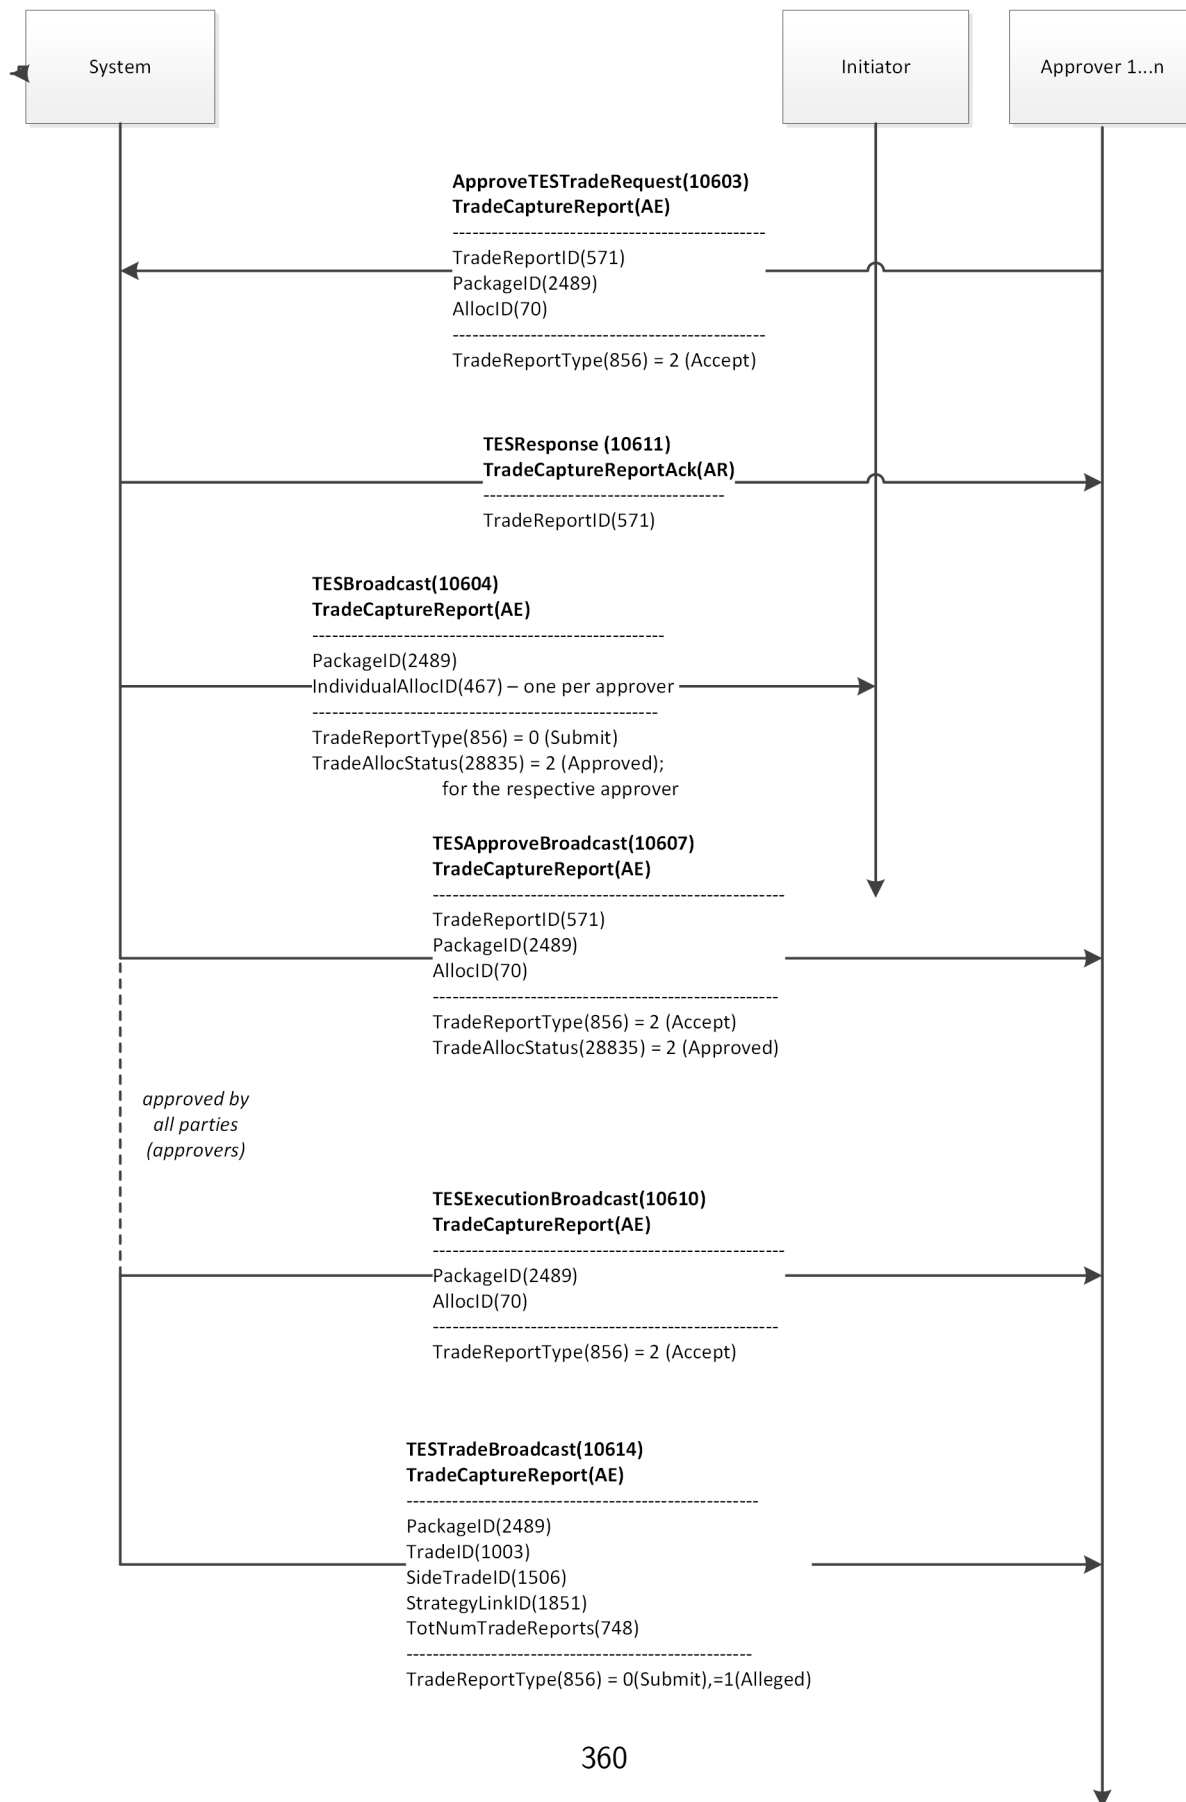 System
Initiator
Approver 1...n
ApproveTESTradeRequest(10603)
TradeCaptureReport(AE)
------------------------------------------------
TradeReportID(571)
PackageID(2489)
AllocID(70)
------------------------------------------------
TradeReportType(856) = 2 (Accept)
TESResponse (10611)
TradeCaptureReportAck(AR)
-------------------------------------
TradeReportID(571)
TESBroadcast(10604)
TradeCaptureReport(AE)
------------------------------------------------------
PackageID(2489)
IndividualAllocID(467) – one per approver
-----------------------------------------------------
TradeReportType(856) = 0 (Submit)
TradeAllocStatus(28835) = 2 (Approved);
for the respective approver
TESApproveBroadcast(10607)
TradeCaptureReport(AE)
------------------------------------------------------
TradeReportID(571)
PackageID(2489)
AllocID(70)
-----------------------------------------------------
TradeReportType(856) = 2 (Accept)
TradeAllocStatus(28835) = 2 (Approved)
approved by
all parties
(approvers)
TESExecutionBroadcast(10610)
TradeCaptureReport(AE)
------------------------------------------------------
PackageID(2489)
AllocID(70)
-----------------------------------------------------
TradeReportType(856) = 2 (Accept)
TESTradeBroadcast(10614)
TradeCaptureReport(AE)
------------------------------------------------------
PackageID(2489)
TradeID(1003)
SideTradeID(1506)
StrategyLinkID(1851)
TotNumTradeReports(748)
-----------------------------------------------------
TradeReportType(856) = 0(Submit),=1(Alleged)
360